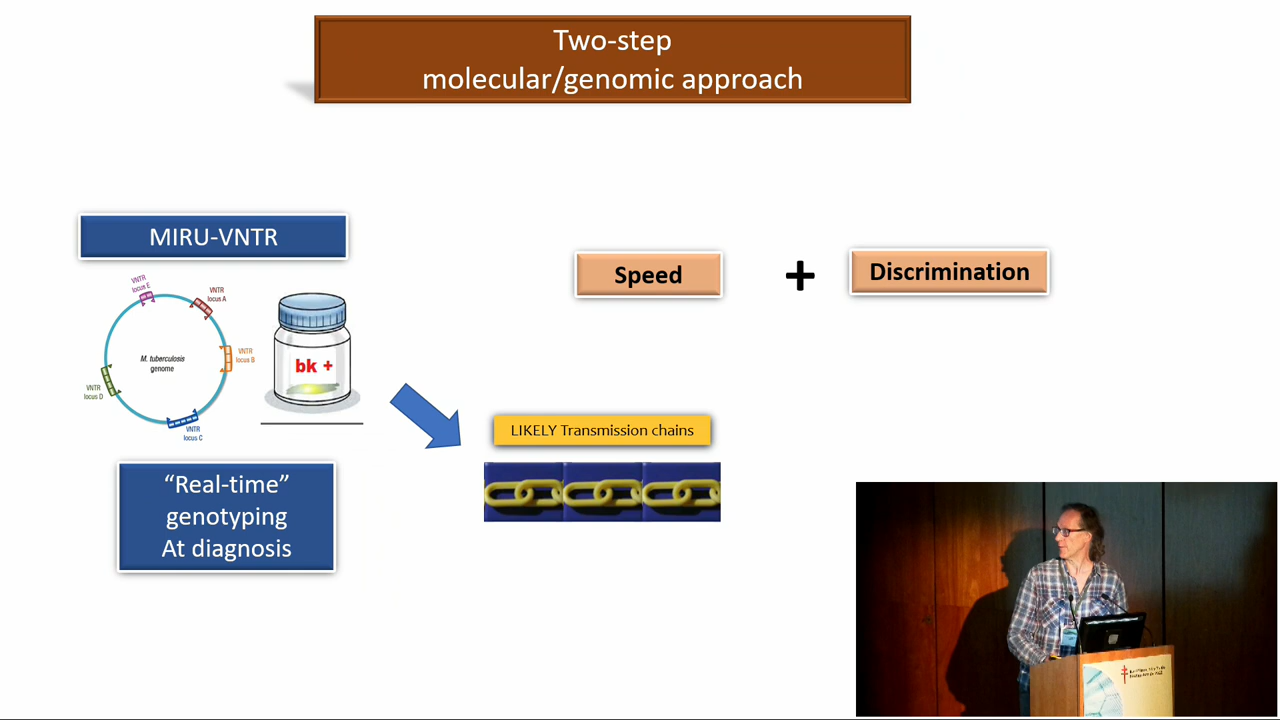 Two-step
molecular/genomic approach
MIRU-VNTR
Speed
+
Discrimination
VNTR
locus E
VNTR
locus A
VNTR
locus B
M. tuberculosis
genome
VNTR
locus D
VNTR
locus C
bk +
LIKELY Transmission chains
“Real-time”
genotyping
At diagnosis